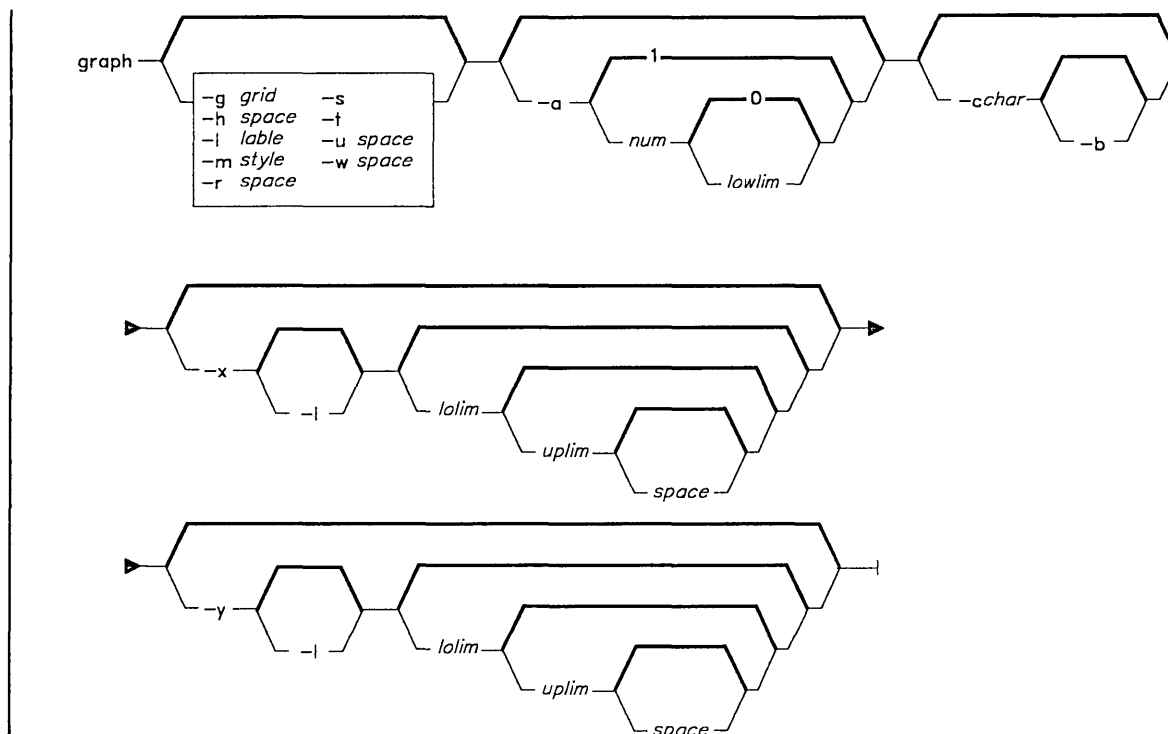 graph
1
-g grid -s
-h space -t
-l lable -u space
-m style -w space
-r space
-a
0
-cchar
num
-b
lowlim
-x
-l
lolim
uplim
space
-y
-l
lolim
uplim
space